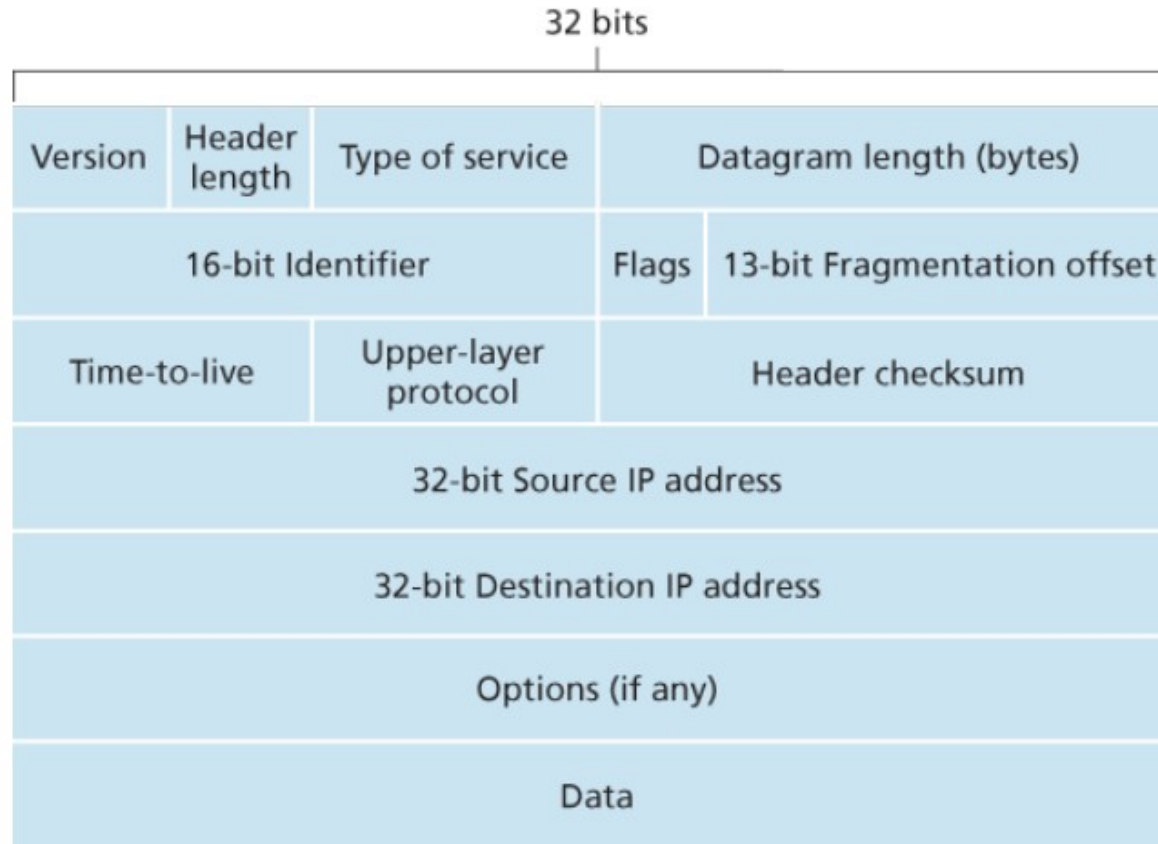 32 bits
Version
Header
length
Type of service
Datagram length (bytes)
16-bit Identifier
Flags
13-bit Fragmentation offset
Time-to-live
Upper-layer
protocol
Header checksum
32-bit Source IP address
32-bit Destination IP address
Options (if any)
Data